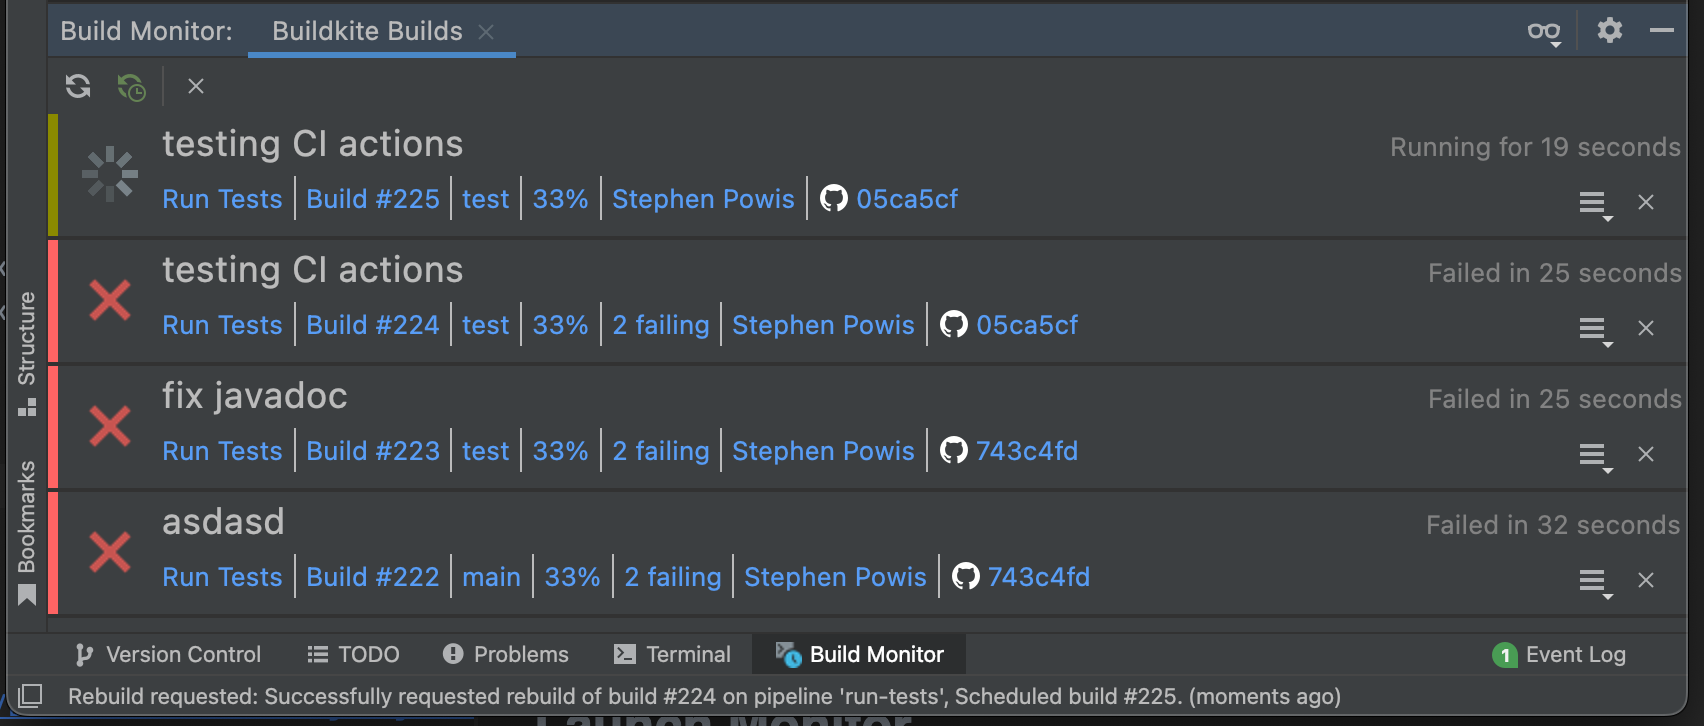 Build Monitor: Buildkite Builds
testing CI actions
Running for 19 seconds
Run Tests Build #225 test 33% Stephen Powis 05ca5cf
testing CI actions
Failed in 25 seconds
Run Tests Build #224 test 33% 2 failing Stephen Powis 05ca5cf
fix javadoc
Failed in 25 seconds
Run Tests Build #223 test 33% 2 failing Stephen Powis 743c4fd
asdasd
Failed in 32 seconds
Run Tests Build #222 main 33% 2 failing Stephen Powis 743c4fd
Structure
Bookmarks
Version Control TODO Problems Terminal Build Monitor 1 Event Log
Rebuild requested: Successfully requested rebuild of build #224 on pipeline 'run-tests', Scheduled build #225. (moments ago)
Launch Monitor